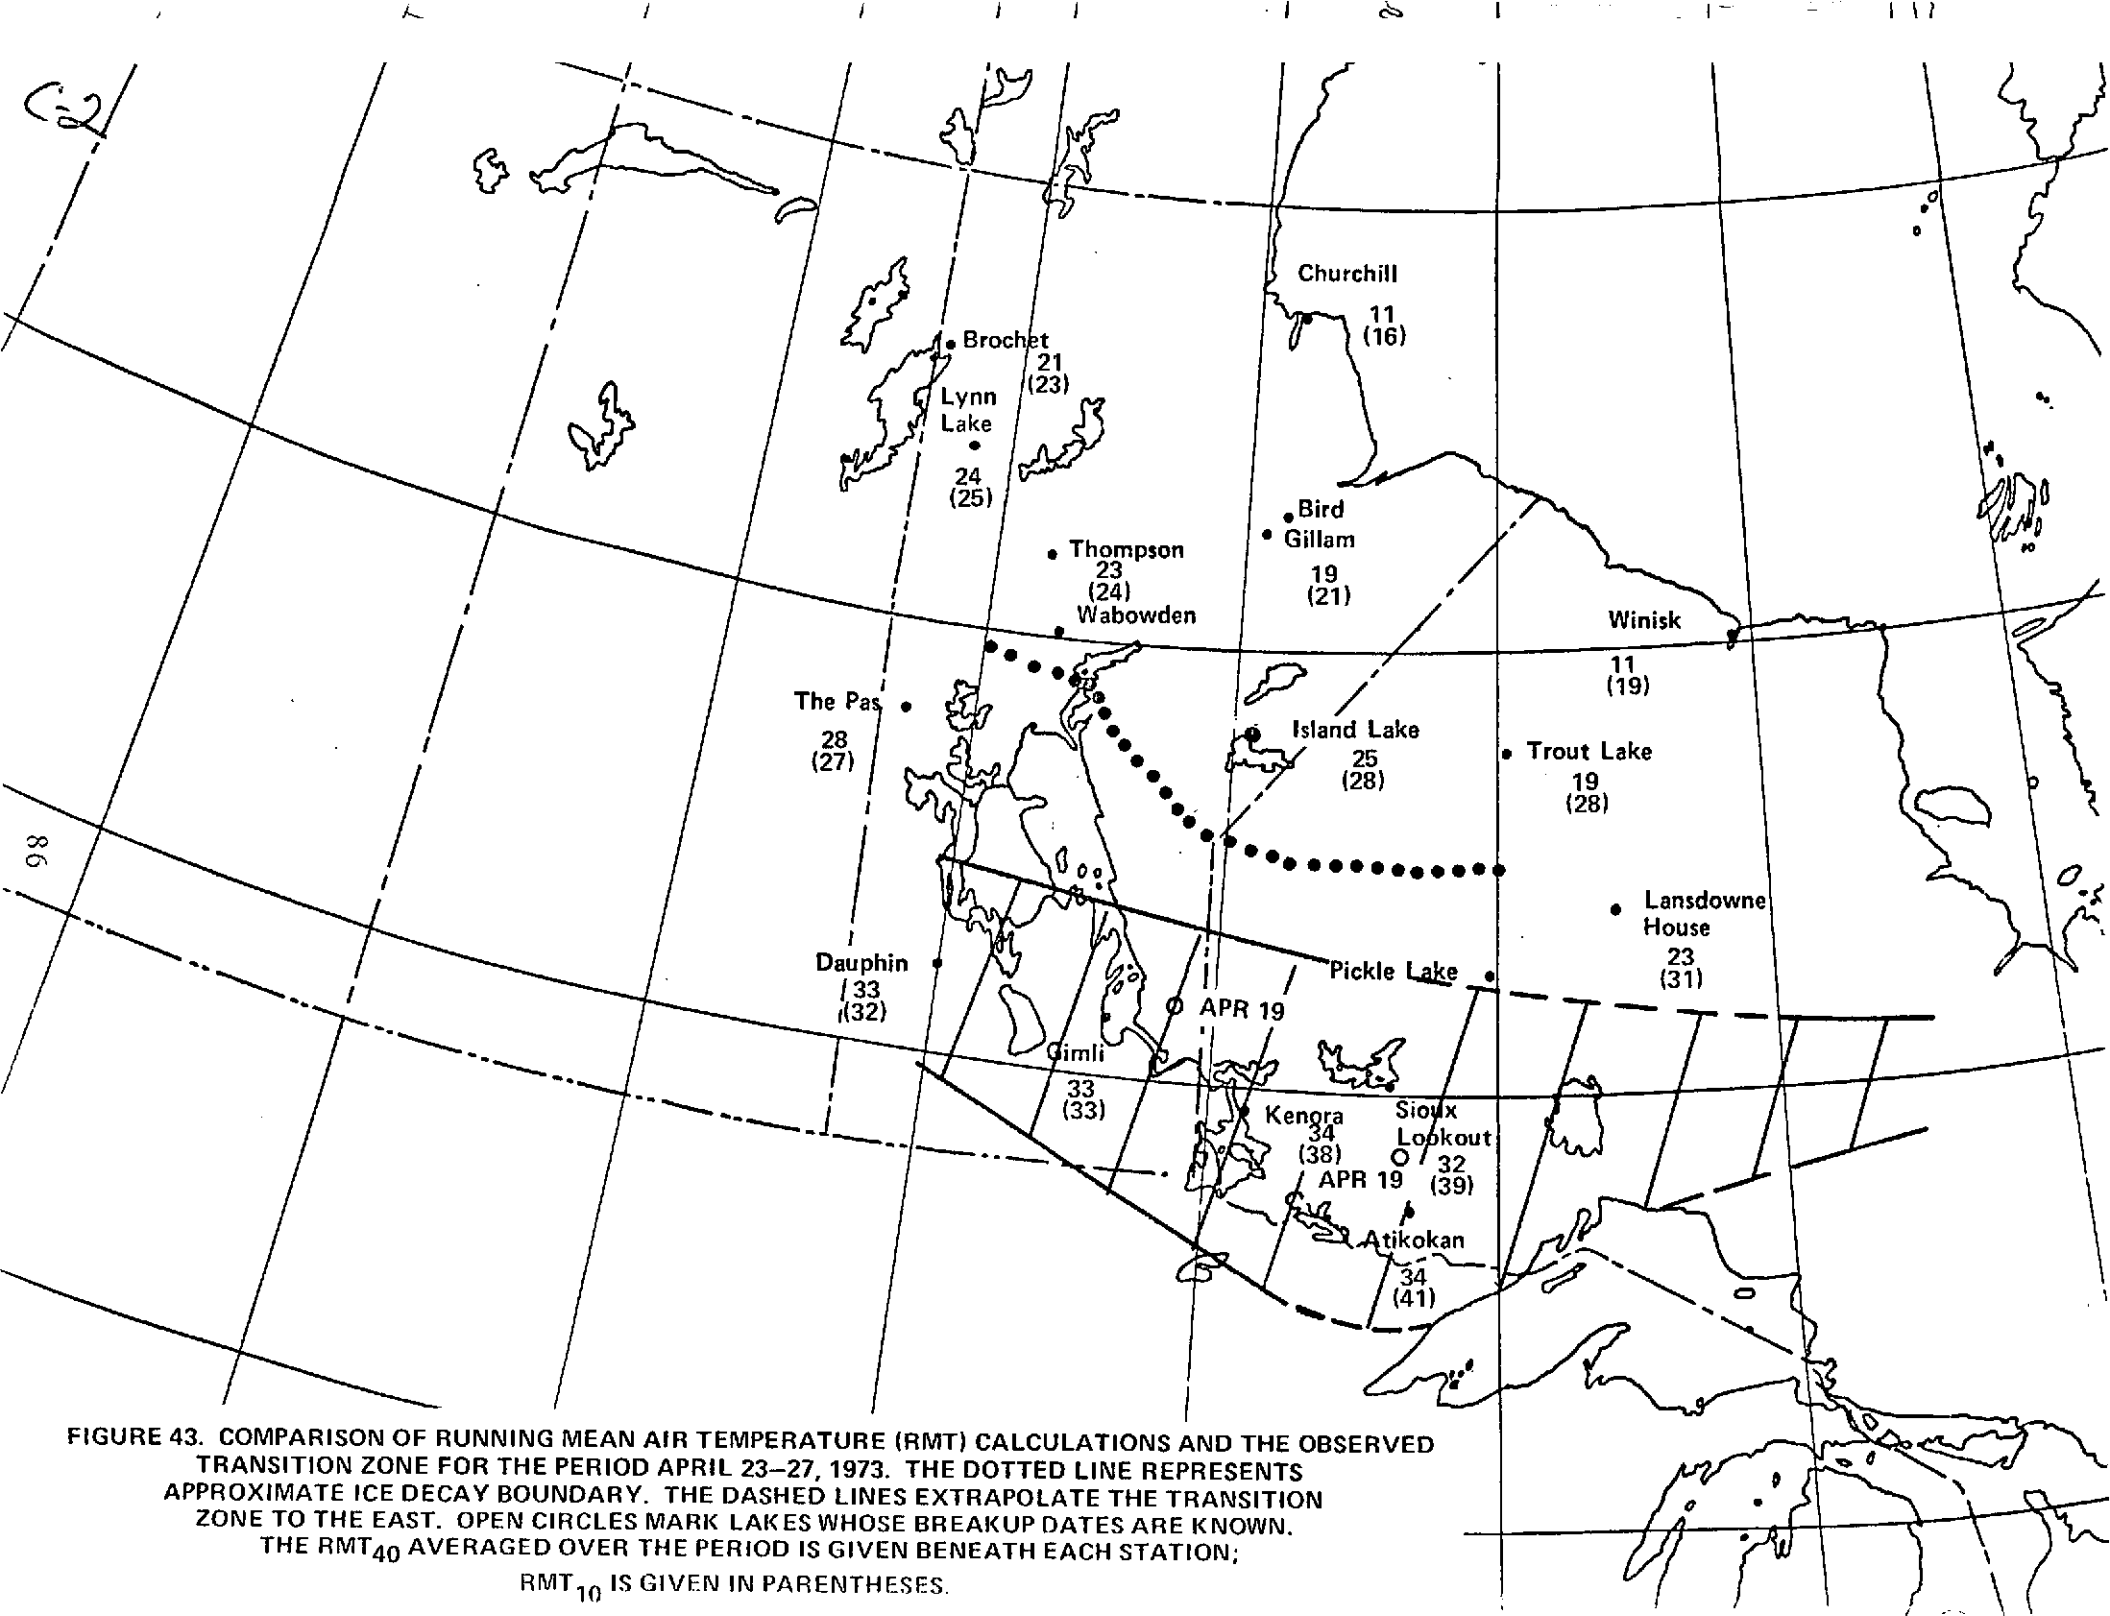 Churchill
11
(16)
Brochet
21
(23)
Lynn
Lake
24
(25)
Bird
Gillam
19
(21)
Thompson
23
(24)
Wabowden
Winisk
11
(19)
The Pas
28
(27)
Island Lake
25
(28)
Trout Lake
19
(28)
86
Lansdowne
House
23
(31)
Pickle Lake
Dauphin
33
(32)
APR 19
Gimli
33
(33)
Kenora
34
(38)
Sioux
Lookout
32
(39)
APR 19
Atikokan
34
(41)
FIGURE 43. COMPARISON OF RUNNING MEAN AIR TEMPERATURE (RMT) CALCULATIONS AND THE OBSERVED
TRANSITION ZONE FOR THE PERIOD APRIL 23–27, 1973. THE DOTTED LINE REPRESENTS
APPROXIMATE ICE DECAY BOUNDARY. THE DASHED LINES EXTRAPOLATE THE TRANSITION
ZONE TO THE EAST. OPEN CIRCLES MARK LAKES WHOSE BREAKUP DATES ARE KNOWN.
THE RMT40 AVERAGED OVER THE PERIOD IS GIVEN BENEATH EACH STATION;
RMT10 IS GIVEN IN PARENTHESES.